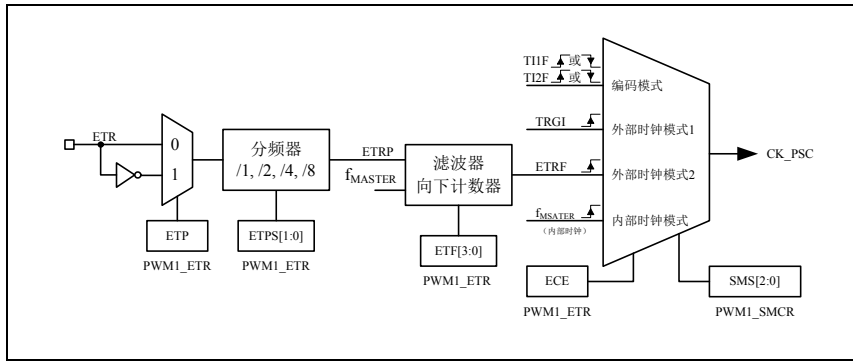 ETR
0
1
ETP
PWM1_ETR
分频器
/1, /2, /4, /8
ETPS[1:0]
PWM1_ETR
ETRP
fMASTER
滤波器
向下计数器
ETF[3:0]
PWM1_ETR
TI1F 或
TI2F 或
编码模式
TRGI
外部时钟模式1
ETRF
外部时钟模式2
fMSATER
(内部时钟)
内部时钟模式
CK_PSC
ECE
PWM1_ETR
SMS[2:0]
PWM1_SMCR